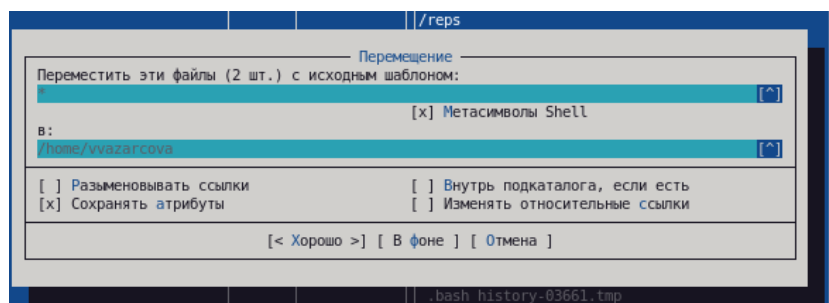 /reps
Перемещение
Переместить эти файлы (2 шт.) с исходным шаблоном:
* [^]
[x] Метасимволы Shell
в:
/home/vvazarcova [^]
[ ] Разыменовывать ссылки [ ] Внутрь подкаталога, если есть
[x] Сохранять атрибуты [ ] Изменять относительные ссылки
[< Хорошо >] [ В фоне ] [ Отмена ]
.bash_history-03661.tmp